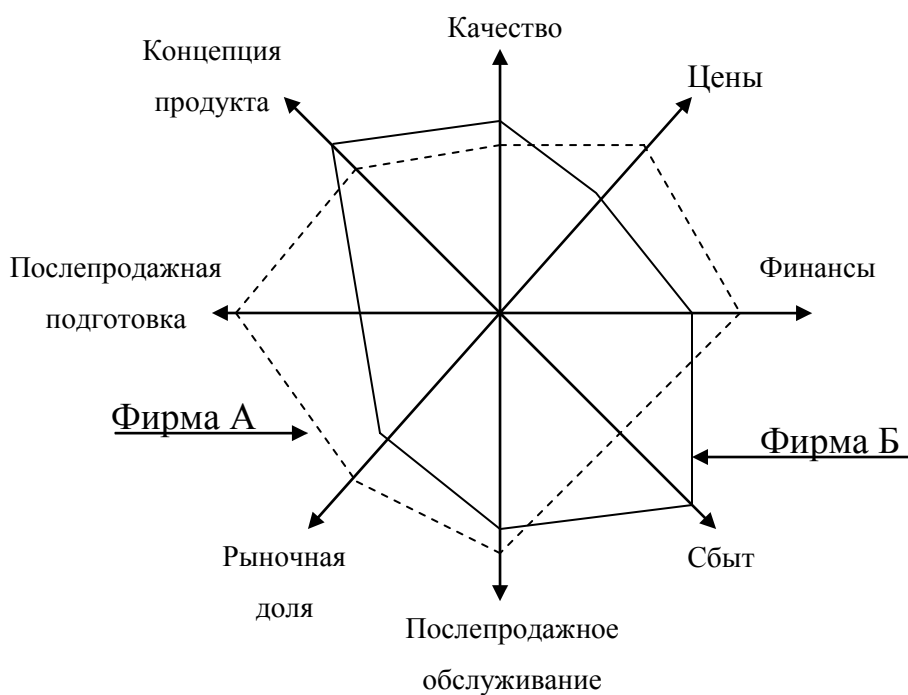 Качество
Концепция
продукта
Цены
Послепродажная
подготовка
Финансы
Фирма А
Фирма Б
Рыночная
доля
Сбыт
Послепродажное
обслуживание